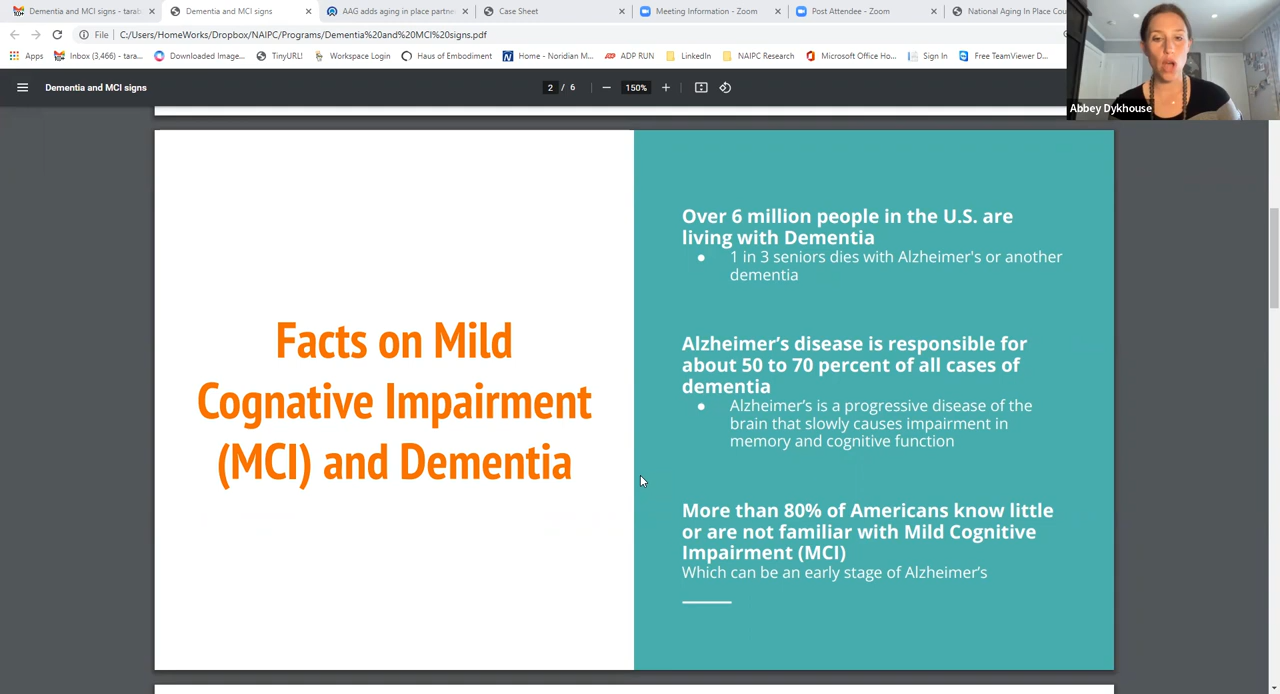 Dementia and MCI signs - tarab
Dementia and MCI signs
AAG adds aging in place partner
Case Sheet
Meeting Information - Zoom
Post Attendee - Zoom
National Aging In Place Cou
File
C:/Users/HomeWorks/Dropbox/NAIPC/Programs/Dementia%20and%20MCI%20signs.pdf
Apps
Inbox (3,466) - tara...
Downloaded Image...
TinyURL!
Workspace Login
Haus of Embodiment
Home - Noridian M...
ADP RUN
LinkedIn
NAIPC Research
Microsoft Office Ho...
Sign In
Free TeamViewer D...
Dementia and MCI signs
2 / 6
150%
Abbey Dykhouse
Facts on Mild
Cognative Impairment
(MCI) and Dementia
Over 6 million people in the U.S. are
living with Dementia
● 1 in 3 seniors dies with Alzheimer's or another
dementia
Alzheimer's disease is responsible for
about 50 to 70 percent of all cases of
dementia
● Alzheimer's is a progressive disease of the
brain that slowly causes impairment in
memory and cognitive function
More than 80% of Americans know little
or are not familiar with Mild Cognitive
Impairment (MCI)
Which can be an early stage of Alzheimer's